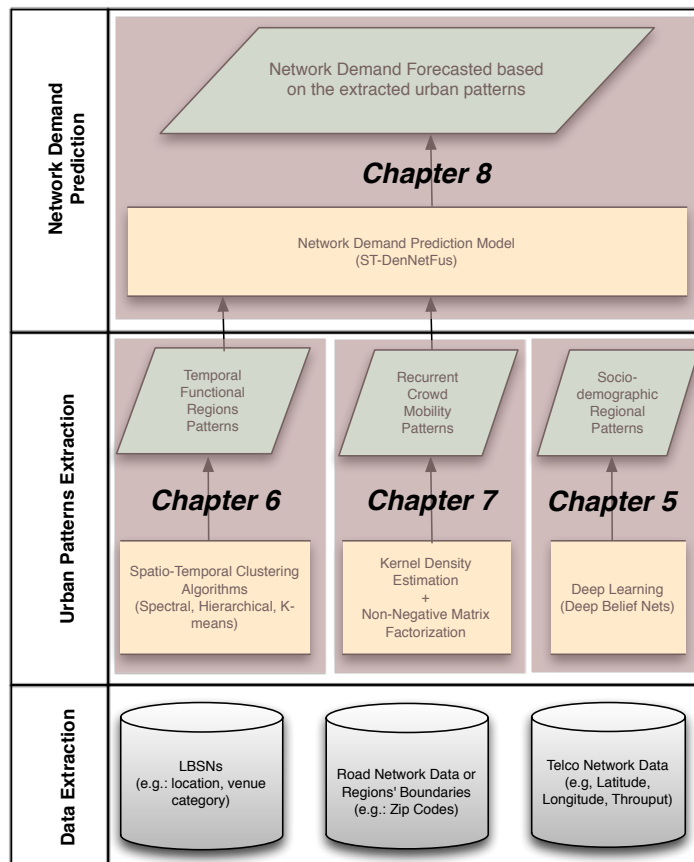 Network Demand
Prediction
Network Demand Forecasted based
on the extracted urban patterns
Chapter 8
Network Demand Prediction Model
(ST-DenNetFus)
Urban Patterns Extraction
Temporal
Functional
Regions
Patterns
Recurrent
Crowd
Mobility
Patterns
Socio-
demographic
Regional
Patterns
Chapter 6
Chapter 7
Chapter 5
Spatio-Temporal Clustering
Algorithms
(Spectral, Hierarchical, K-
means)
Kernel Density
Estimation
+
Non-Negative Matrix
Factorization
Deep Learning
(Deep Belief Nets)
Data Extraction
LBSNs
(e.g.: location, venue
category)
Road Network Data or
Regions' Boundaries
(e.g.: Zip Codes)
Telco Network Data
(e.g, Latitude,
Longitude, Throuput)